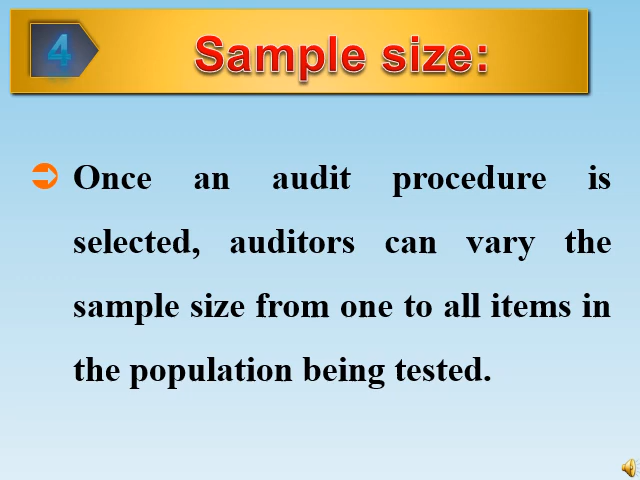 4
Sample size:
Once an audit procedure is
selected, auditors can vary the
sample size from one to all items in
the population being tested.